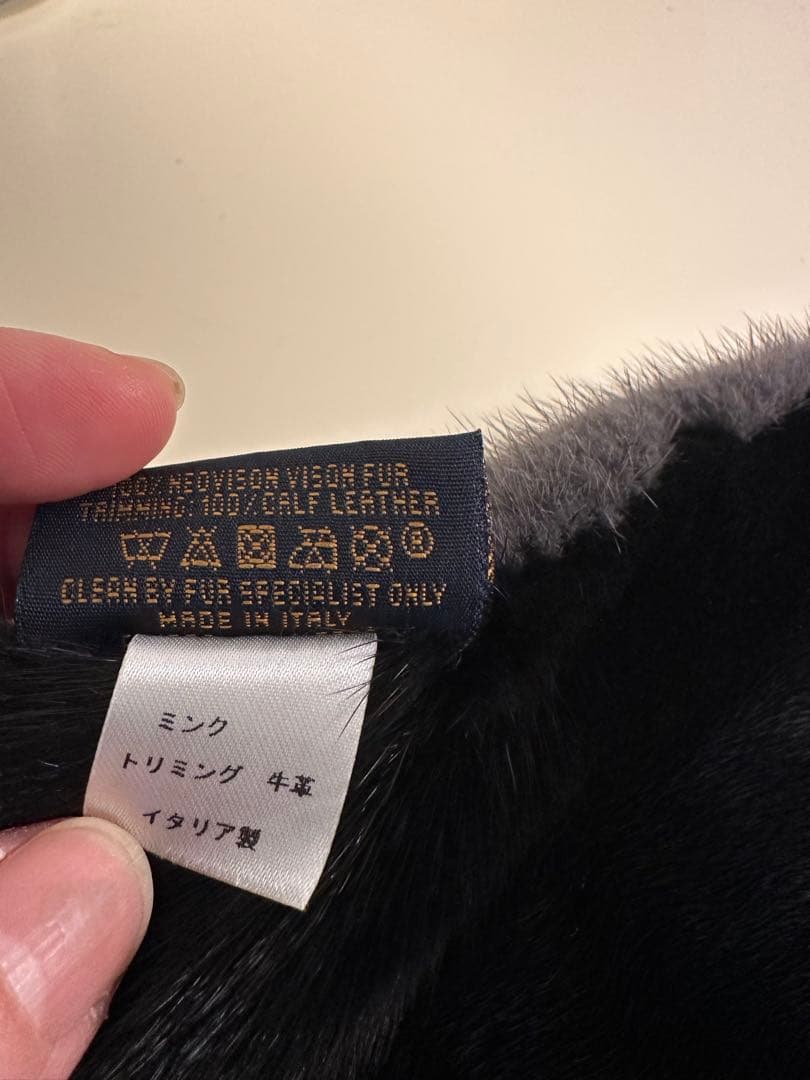 NEOVISON VISON FUR
TRIMMING: 100% CALF LEATHER
CLEAN BY FUR SPECIALIST ONLY
MADE IN ITALY
ミンク
トリミング 牛革
イタリア製